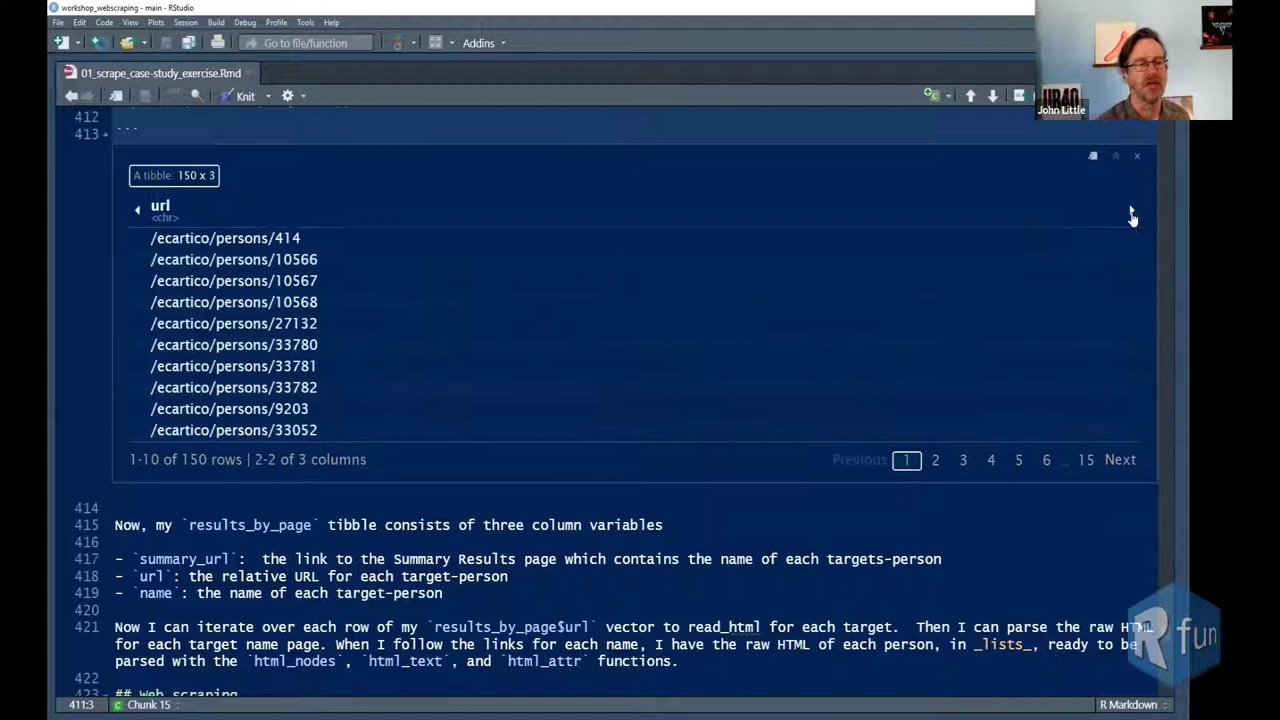 workshop_webscraping - main - RStudio
File Edit Code View Plots Session Build Debug Profile Tools Help
Go to file/function Addins
01_scrape_case-study_exercise.Rmd
Knit
UB40
John Little
412
413 ```
A tibble: 150 x 3
url
<chr>
/ecartico/persons/414
/ecartico/persons/10566
/ecartico/persons/10567
/ecartico/persons/10568
/ecartico/persons/27132
/ecartico/persons/33780
/ecartico/persons/33781
/ecartico/persons/33782
/ecartico/persons/9203
/ecartico/persons/33052
1-10 of 150 rows | 2-2 of 3 columns Previous 1 2 3 4 5 6 ... 15 Next
414
415 Now, my `results_by_page` tibble consists of three column variables
416
417 - `summary_url`: the link to the Summary Results page which contains the name of each targets-person
418 - `url`: the relative URL for each target-person
419 - `name`: the name of each target-person
420
421 Now I can iterate over each row of my `results_by_page$url` vector to read_html for each target. Then I can parse the raw HTML
for each target name page. When I follow the links for each name, I have the raw HTML of each person, in _lists_, ready to be
parsed with the `html_nodes`, `html_text`, and `html_attr` functions.
422
423 ## Web scraping
411:3 Chunk 15 R Markdown
R fun